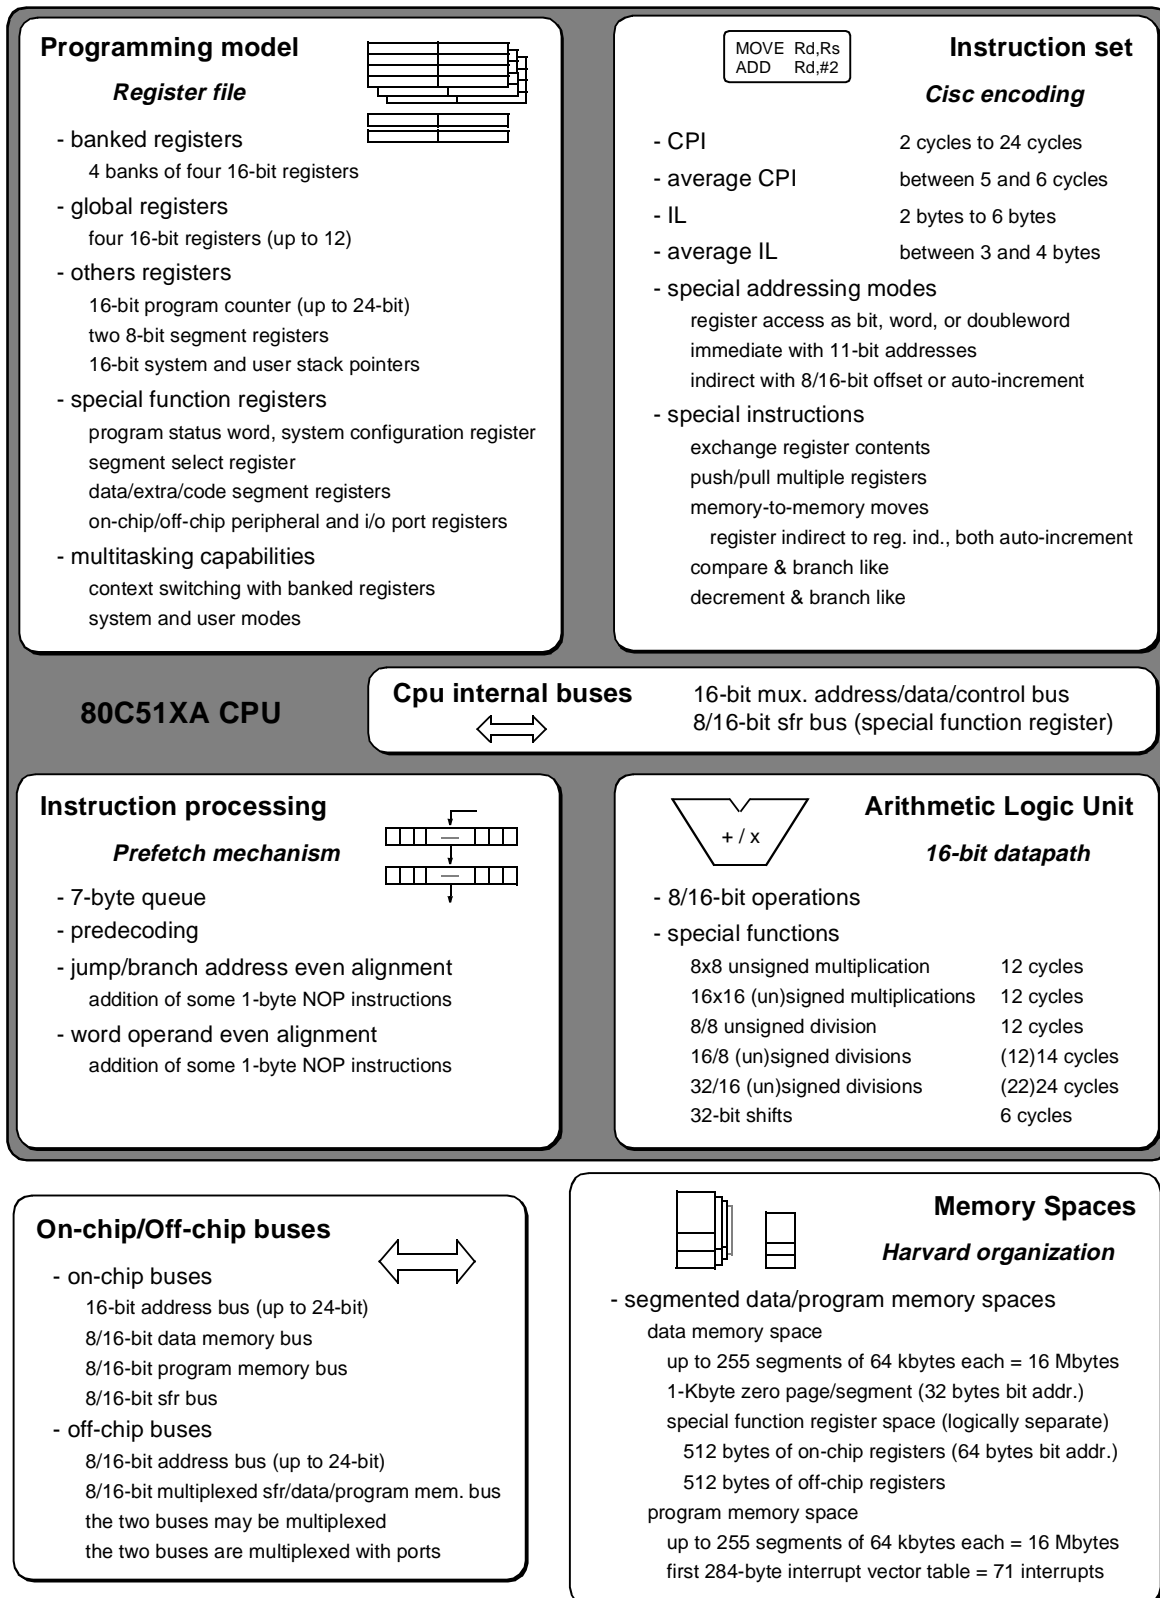 Programming model
Register file
- banked registers
4 banks of four 16-bit registers
- global registers
four 16-bit registers (up to 12)
- others registers
16-bit program counter (up to 24-bit)
two 8-bit segment registers
16-bit system and user stack pointers
- special function registers
program status word, system configuration register
segment select register
data/extra/code segment registers
on-chip/off-chip peripheral and i/o port registers
- multitasking capabilities
context switching with banked registers
system and user modes
MOVE Rd,Rs
ADD Rd,#2
Instruction set
Cisc encoding
- CPI 2 cycles to 24 cycles
- average CPI between 5 and 6 cycles
- IL 2 bytes to 6 bytes
- average IL between 3 and 4 bytes
- special addressing modes
register access as bit, word, or doubleword
immediate with 11-bit addresses
indirect with 8/16-bit offset or auto-increment
- special instructions
exchange register contents
push/pull multiple registers
memory-to-memory moves
register indirect to reg. ind., both auto-increment
compare & branch like
decrement & branch like
80C51XA CPU
Cpu internal buses
16-bit mux. address/data/control bus
8/16-bit sfr bus (special function register)
Instruction processing
Prefetch mechanism
- 7-byte queue
- predecoding
- jump/branch address even alignment
addition of some 1-byte NOP instructions
- word operand even alignment
addition of some 1-byte NOP instructions
+ / x
Arithmetic Logic Unit
16-bit datapath
- 8/16-bit operations
- special functions
8x8 unsigned multiplication 12 cycles
16x16 (un)signed multiplications 12 cycles
8/8 unsigned division 12 cycles
16/8 (un)signed divisions (12)14 cycles
32/16 (un)signed divisions (22)24 cycles
32-bit shifts 6 cycles
On-chip/Off-chip buses
- on-chip buses
16-bit address bus (up to 24-bit)
8/16-bit data memory bus
8/16-bit program memory bus
8/16-bit sfr bus
- off-chip buses
8/16-bit address bus (up to 24-bit)
8/16-bit multiplexed sfr/data/program mem. bus
the two buses may be multiplexed
the two buses are multiplexed with ports
Memory Spaces
Harvard organization
- segmented data/program memory spaces
data memory space
up to 255 segments of 64 kbytes each = 16 Mbytes
1-Kbyte zero page/segment (32 bytes bit addr.)
special function register space (logically separate)
512 bytes of on-chip registers (64 bytes bit addr.)
512 bytes of off-chip registers
program memory space
up to 255 segments of 64 kbytes each = 16 Mbytes
first 284-byte interrupt vector table = 71 interrupts